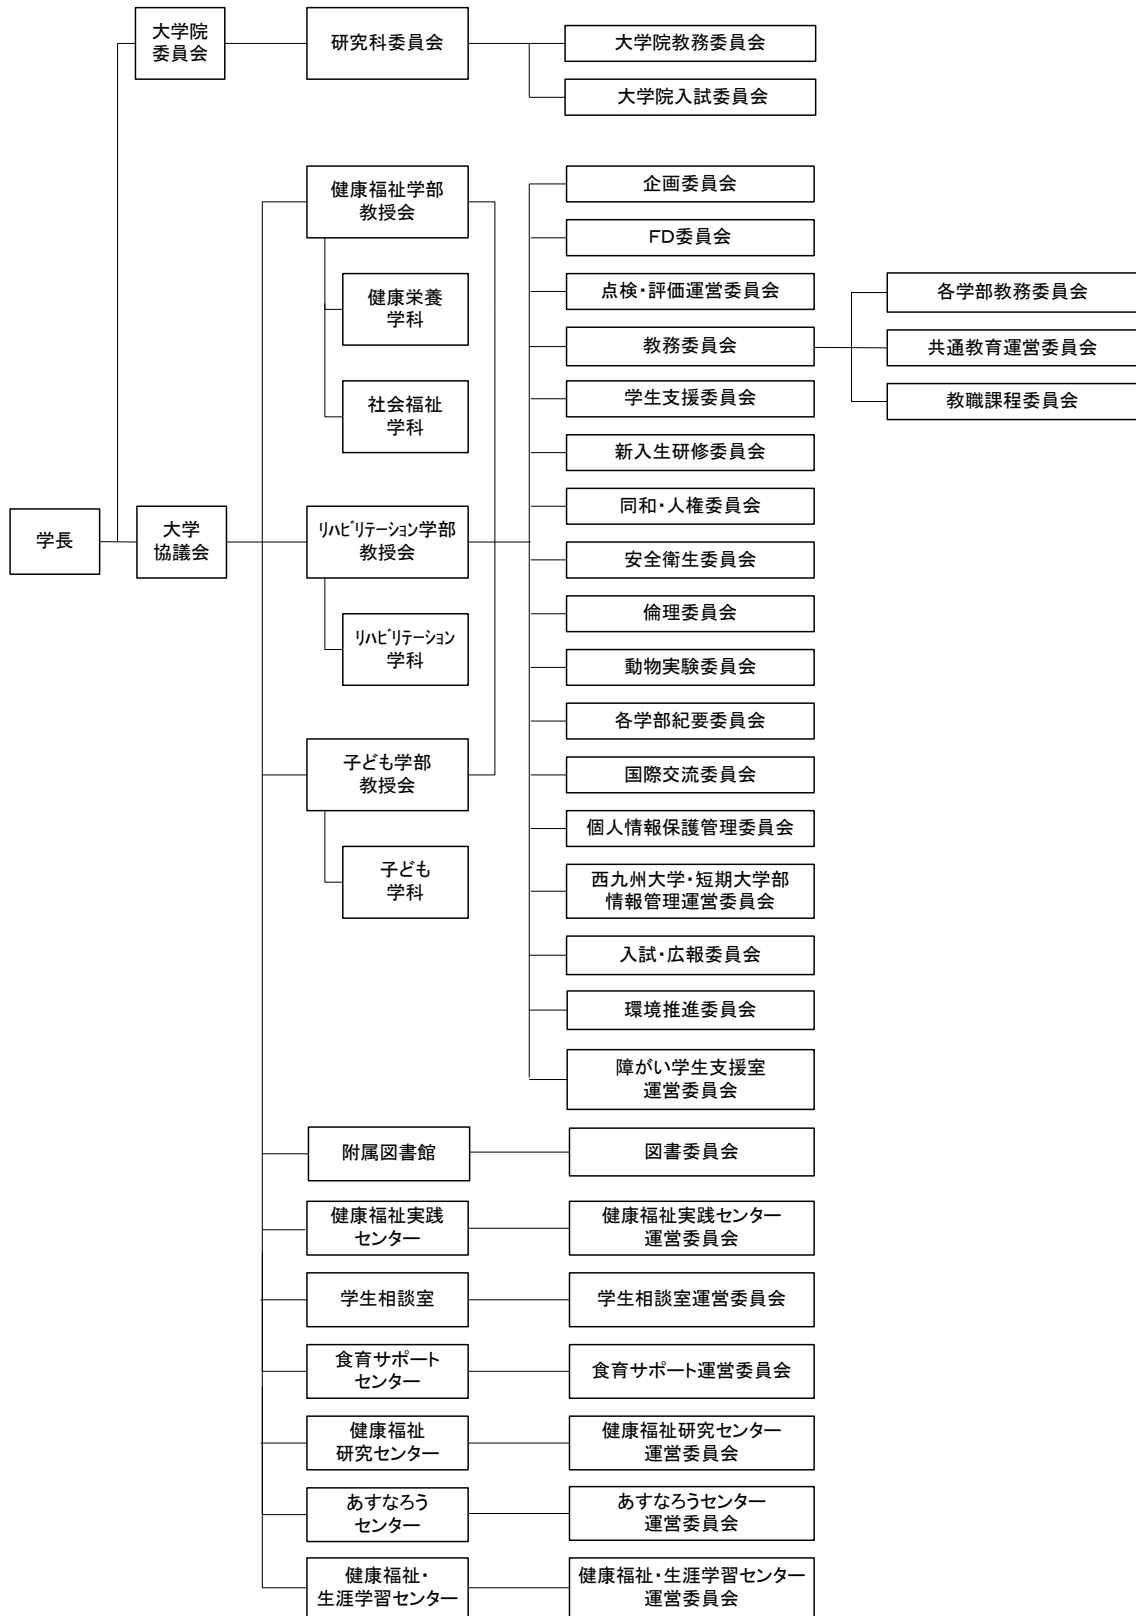 大学院
委員会
研究科委員会
大学院教務委員会
大学院入試委員会
健康福祉学部
教授会
健康栄養
学科
社会福祉
学科
企画委員会
FD委員会
点検・評価運営委員会
教務委員会
各学部教務委員会
共通教育運営委員会
教職課程委員会
学生支援委員会
新入生研修委員会
同和・人権委員会
学長
大学
協議会
リハビリテーション学部
教授会
リハビリテーション
学科
安全衛生委員会
倫理委員会
動物実験委員会
各学部紀要委員会
子ども学部
教授会
子ども
学科
国際交流委員会
個人情報保護管理委員会
西九州大学・短期大学部
情報管理運営委員会
入試・広報委員会
環境推進委員会
障がい学生支援室
運営委員会
附属図書館
図書委員会
健康福祉実践
センター
健康福祉実践センター
運営委員会
学生相談室
学生相談室運営委員会
食育サポート
センター
食育サポート運営委員会
健康福祉
研究センター
健康福祉研究センター
運営委員会
あすなろう
センター
あすなろうセンター
運営委員会
健康福祉・
生涯学習センター
健康福祉・生涯学習センター
運営委員会